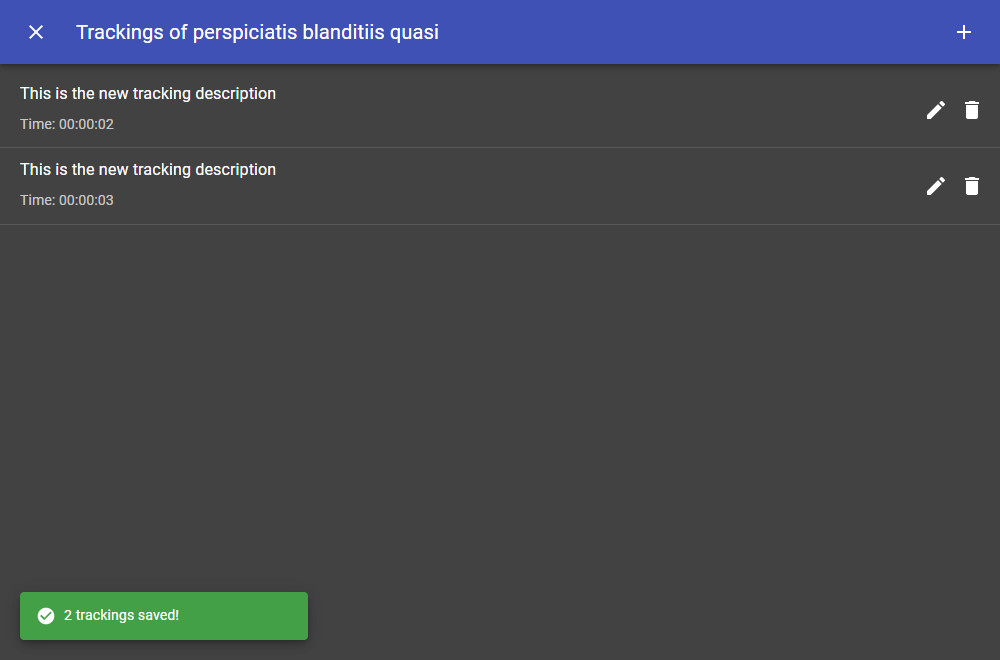 Trackings of perspiciatis blanditiis quasi
This is the new tracking description
Time: 00:00:02
This is the new tracking description
Time: 00:00:03
2 trackings saved!